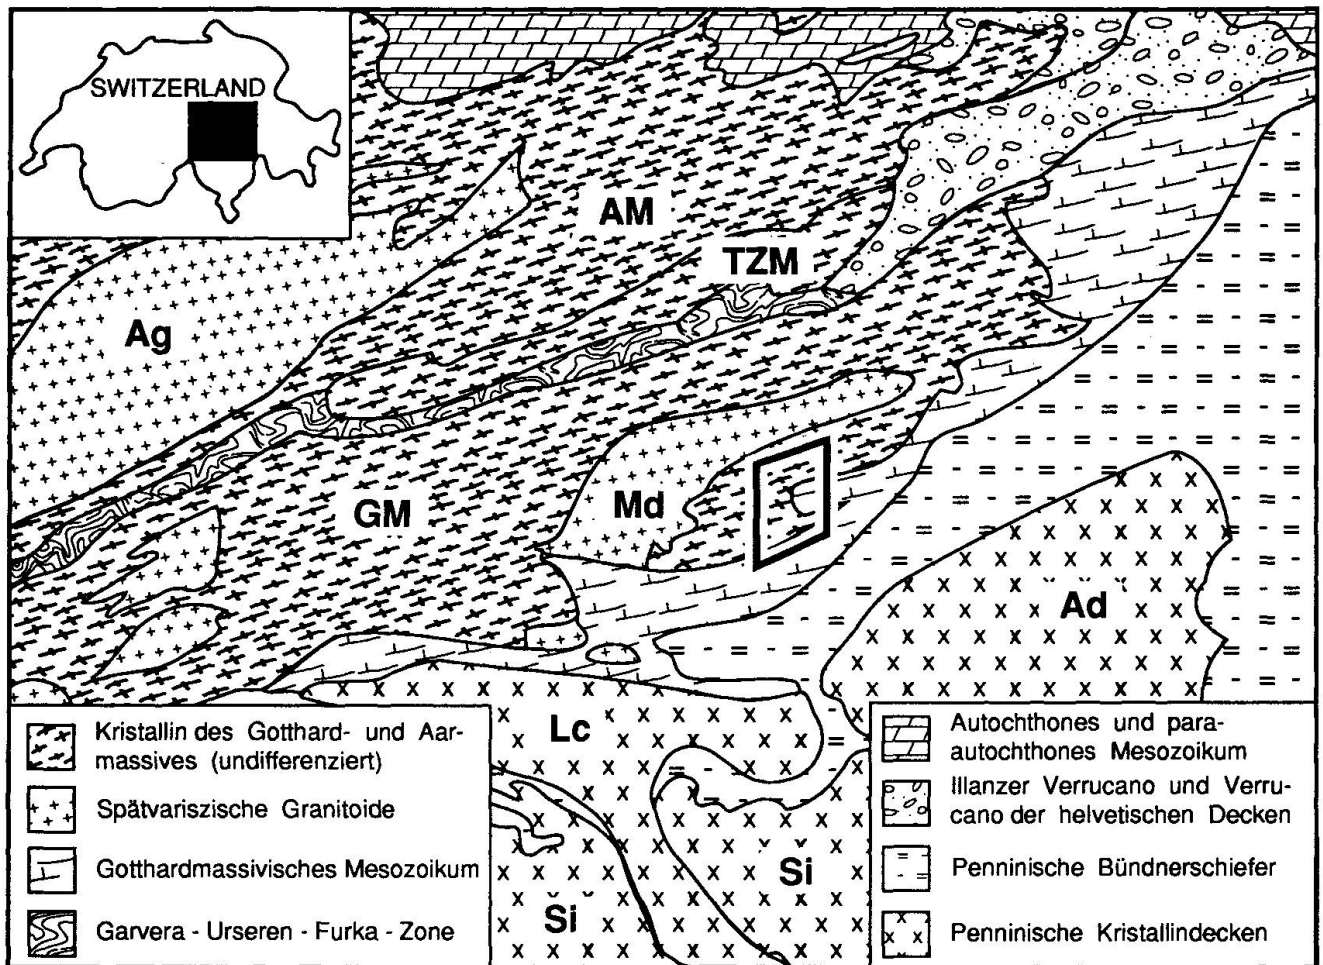 SWITZERLAND
AM
TZM
Ag
GM
Md
Ad
Lc
Si
Si
Kristallin des Gotthard- und Aar-
massives (undifferenziert)
Spätvariszische Granitoide
Gotthardmassivisches Mesozoikum
Garvera - Urseren - Furka - Zone
Autochthones und para-
autochthones Mesozoikum
Illanzer Verrucano und Verru-
cano der helvetischen Decken
Penninische Bündnerschiefer
Penninische Kristallindecken